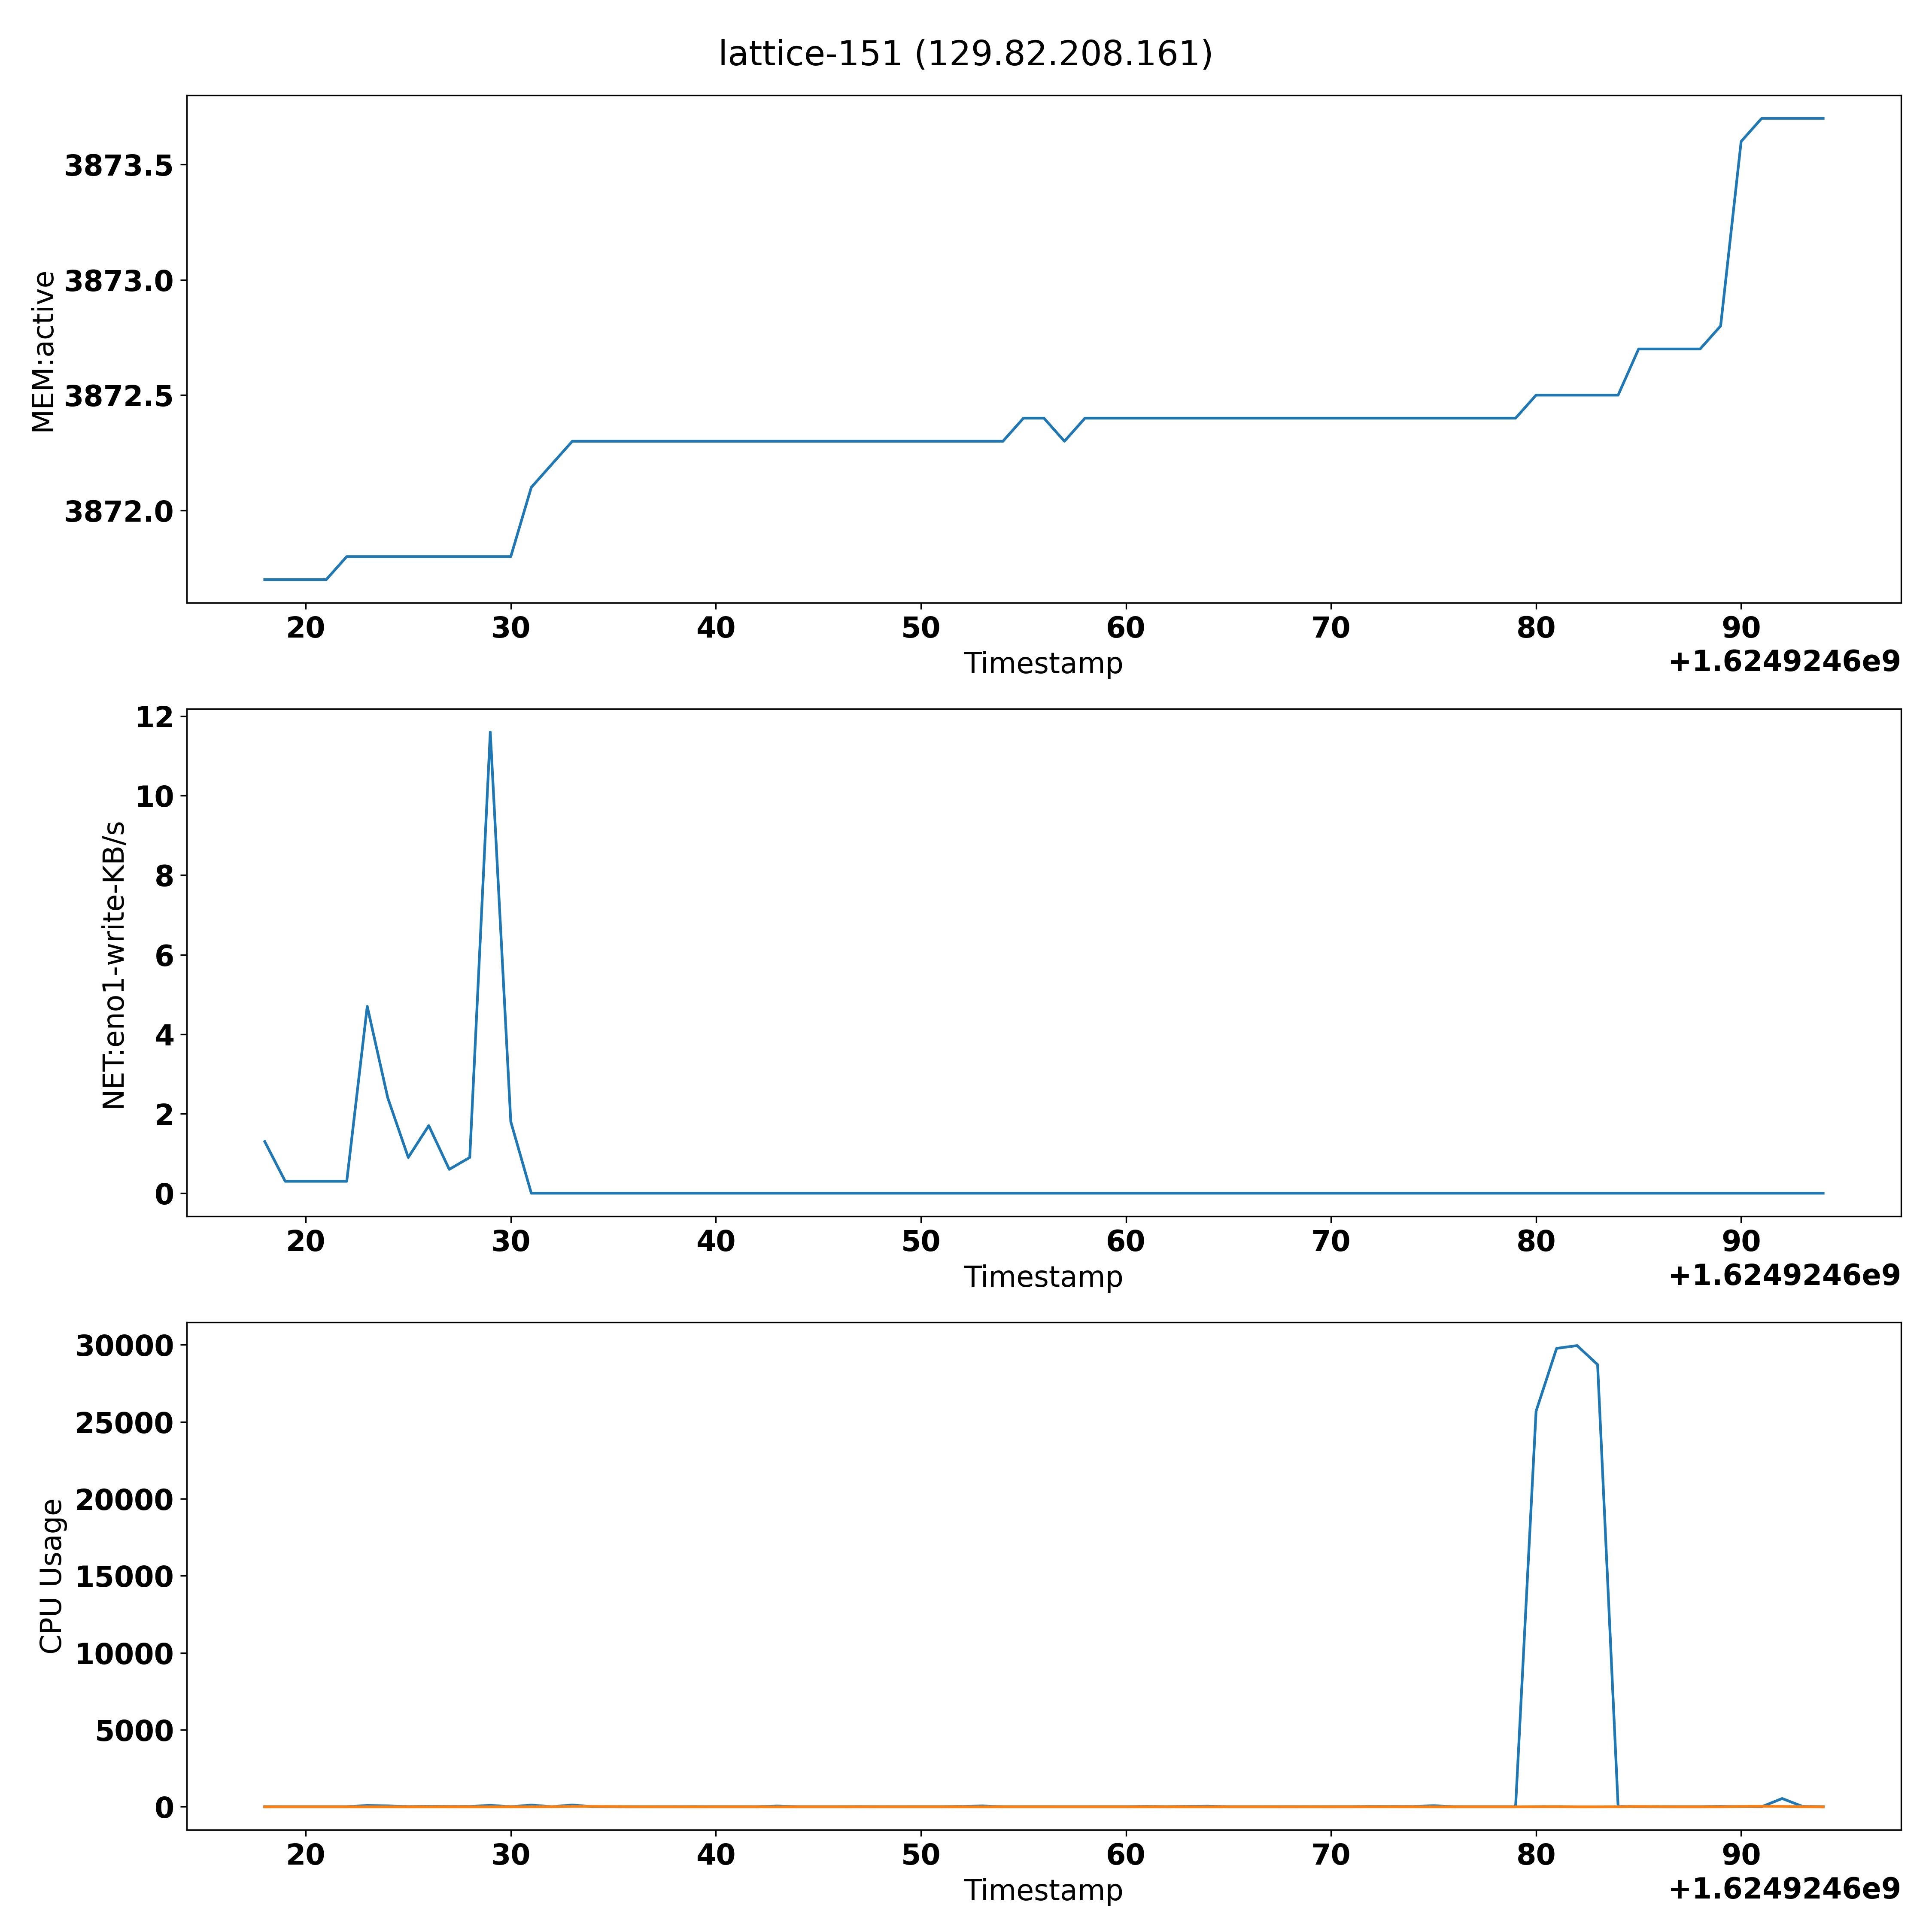 lattice-151 (129.82.208.161)
MEM:active
3873.5
3873.0
3872.5
3872.0
20 30 40 50 60 70 80 90
Timestamp
+1.6249246e9
NET:eno1-write-KB/s
12
10
8
6
4
2
0
20 30 40 50 60 70 80 90
Timestamp
+1.6249246e9
CPU Usage
30000
25000
20000
15000
10000
5000
0
20 30 40 50 60 70 80 90
Timestamp
+1.6249246e9